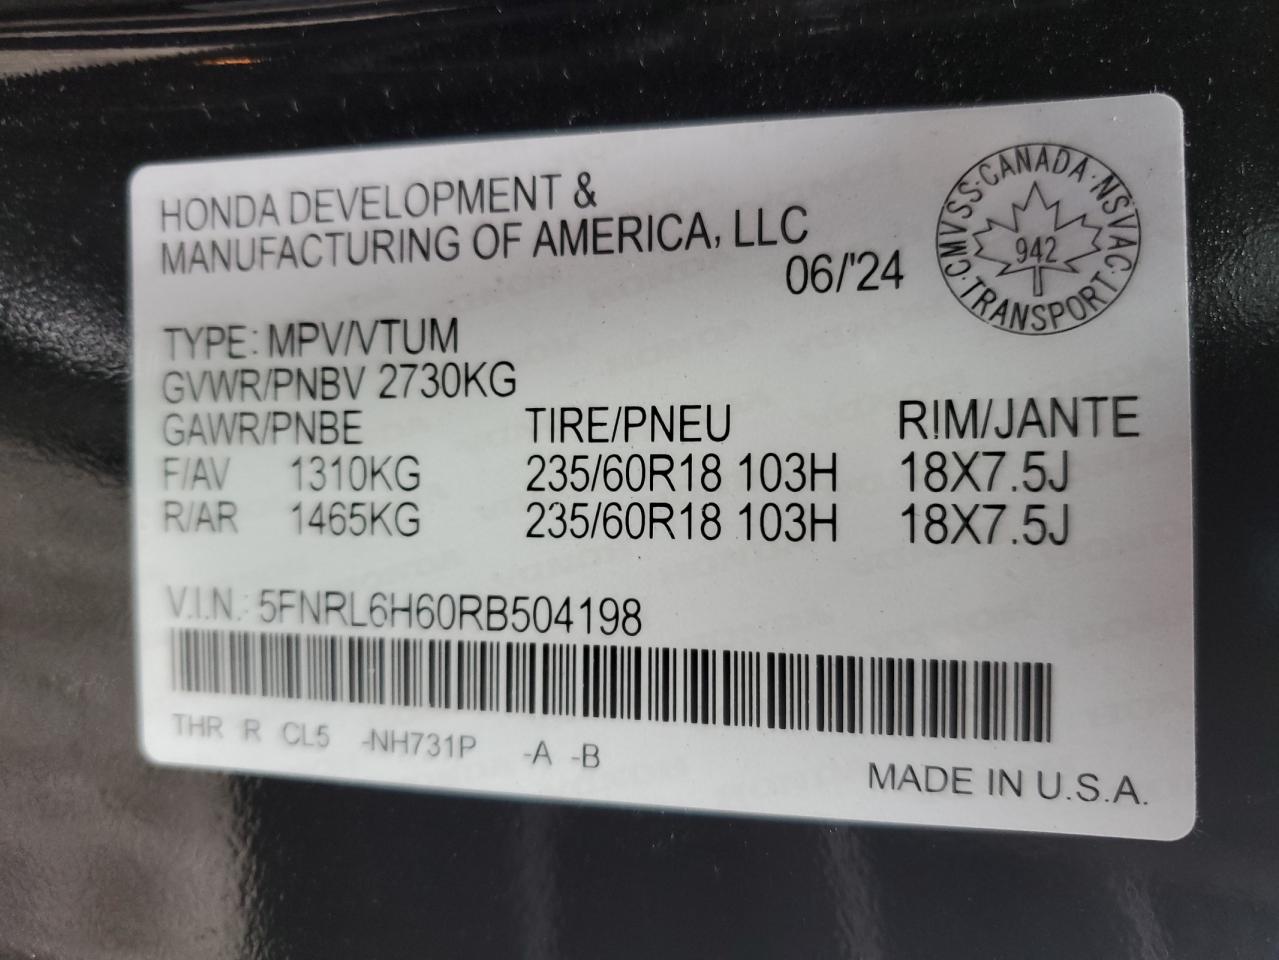 HONDA DEVELOPMENT &
MANUFACTURING OF AMERICA, LLC
06/'24
CMVSS·CANADA·NSVAC·TRANSPORT·
942
TYPE: MPV/VTUM
GVWR/PNBV 2730KG
GAWR/PNBE TIRE/PNEU RIM/JANTE
F/AV 1310KG 235/60R18 103H 18X7.5J
R/AR 1465KG 235/60R18 103H 18X7.5J
V.I.N.: 5FNRL6H60RB504198
THR R CL5 -NH731P -A -B
MADE IN U.S.A.